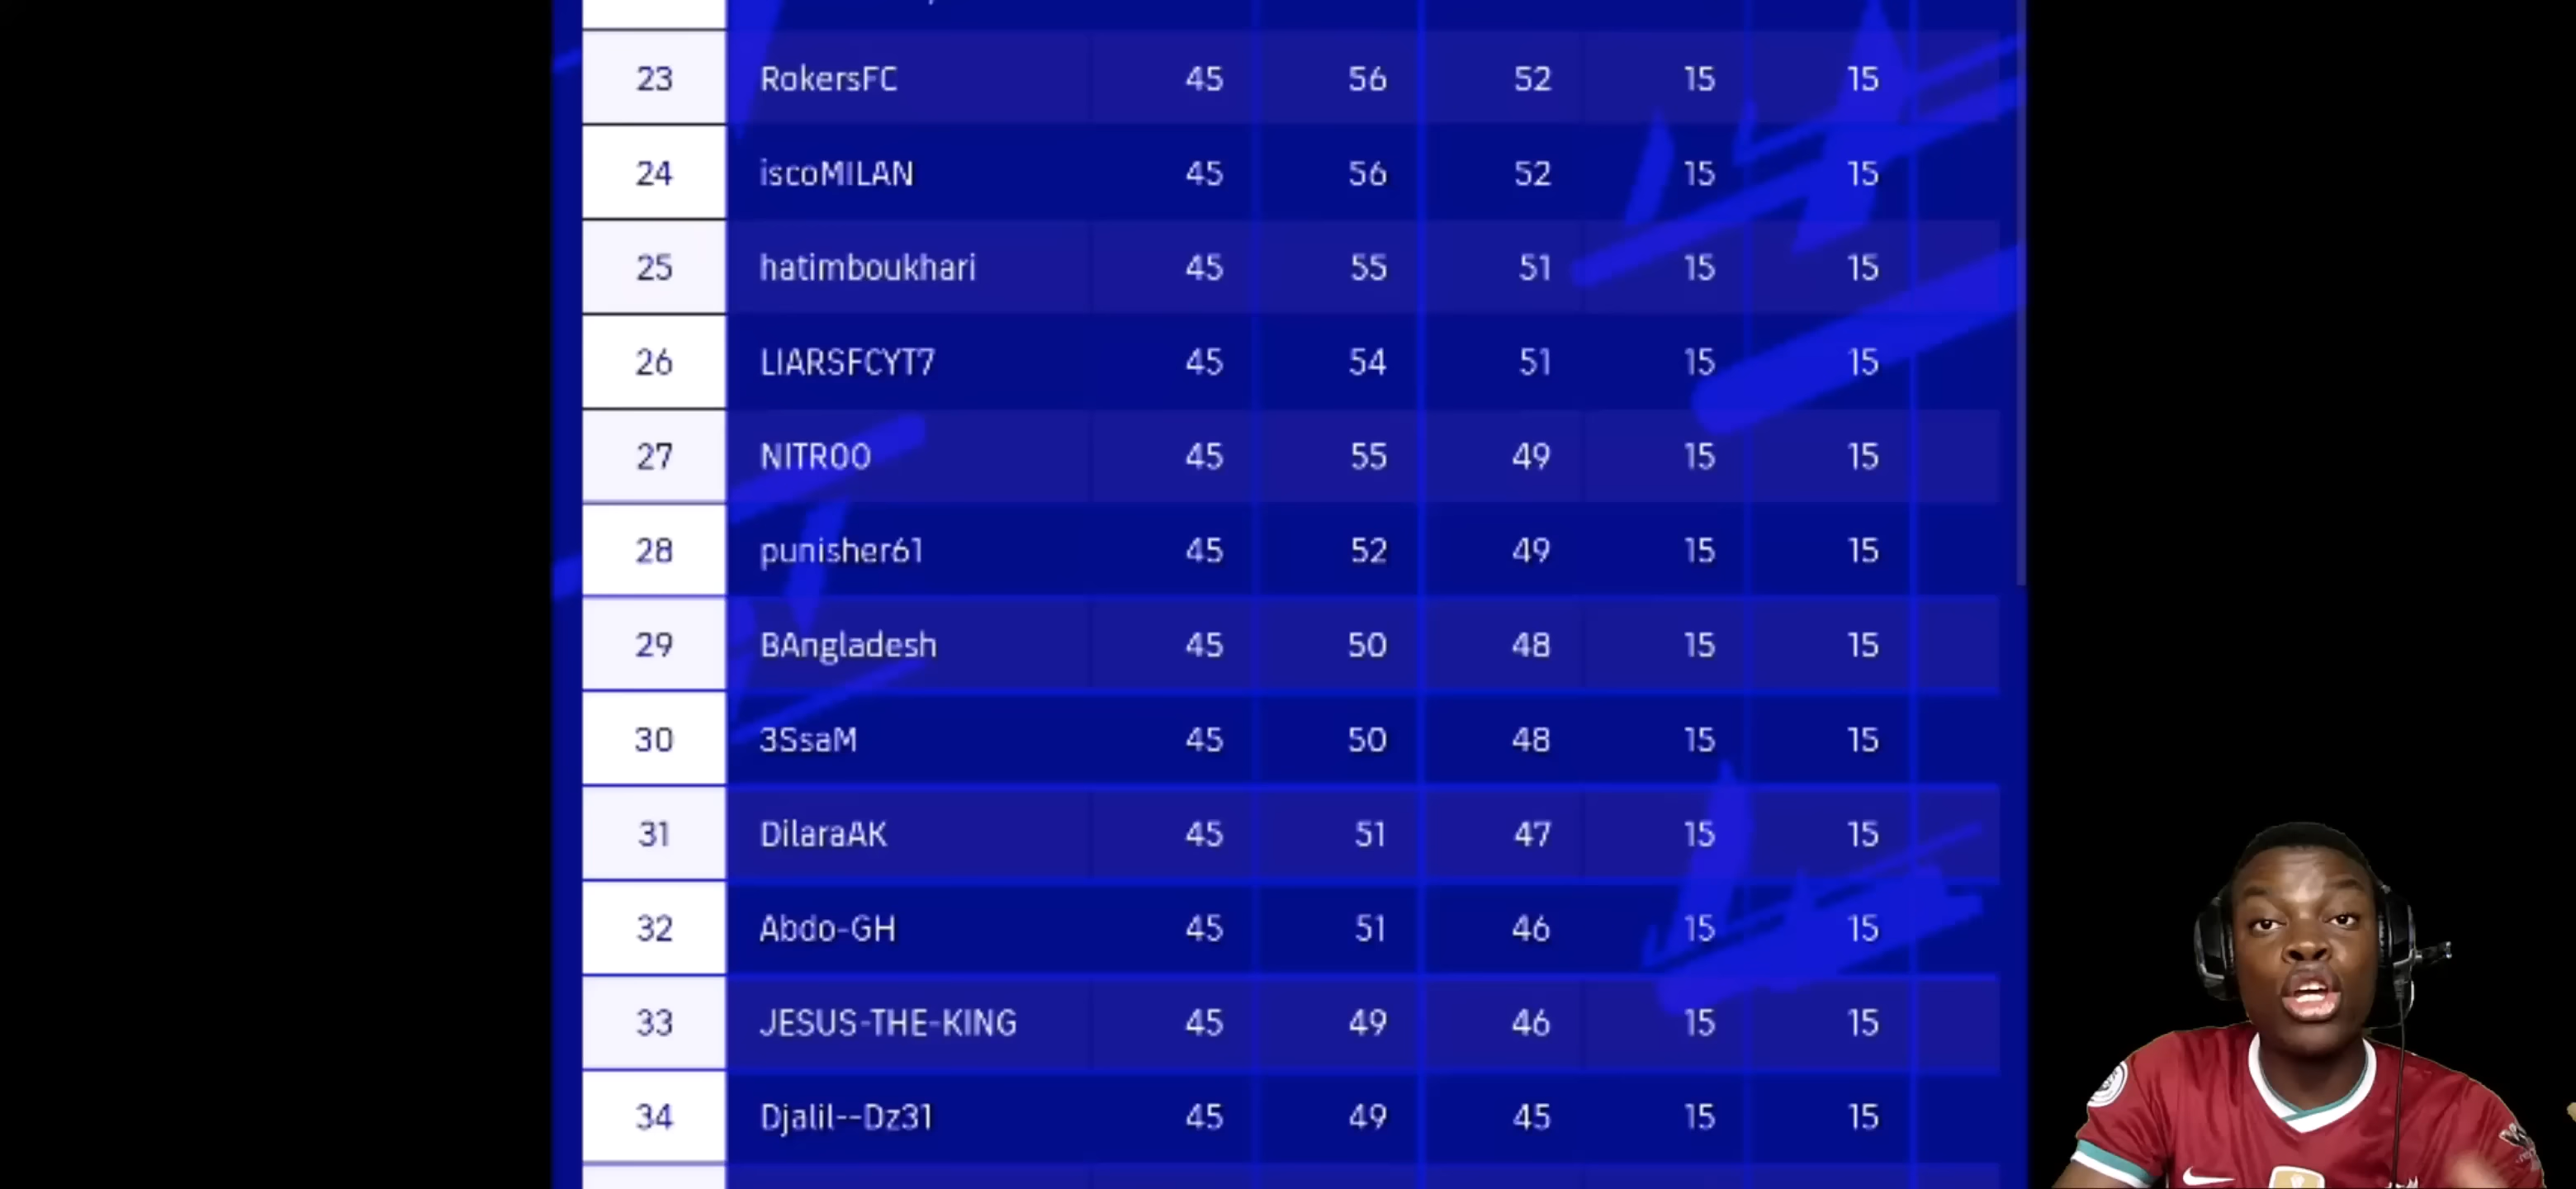 23 RokersFC 45 56 52 15 15
24 iscoMILAN 45 56 52 15 15
25 hatimboukhari 45 55 51 15 15
26 LIARSFCYT7 45 54 51 15 15
27 NITROO 45 55 49 15 15
28 punisher61 45 52 49 15 15
29 BAngladesh 45 50 48 15 15
30 3SsaM 45 50 48 15 15
31 DilaraAK 45 51 47 15 15
32 Abdo-GH 45 51 46 15 15
33 JESUS-THE-KING 45 49 46 15 15
34 Djalil--Dz31 45 49 45 15 15